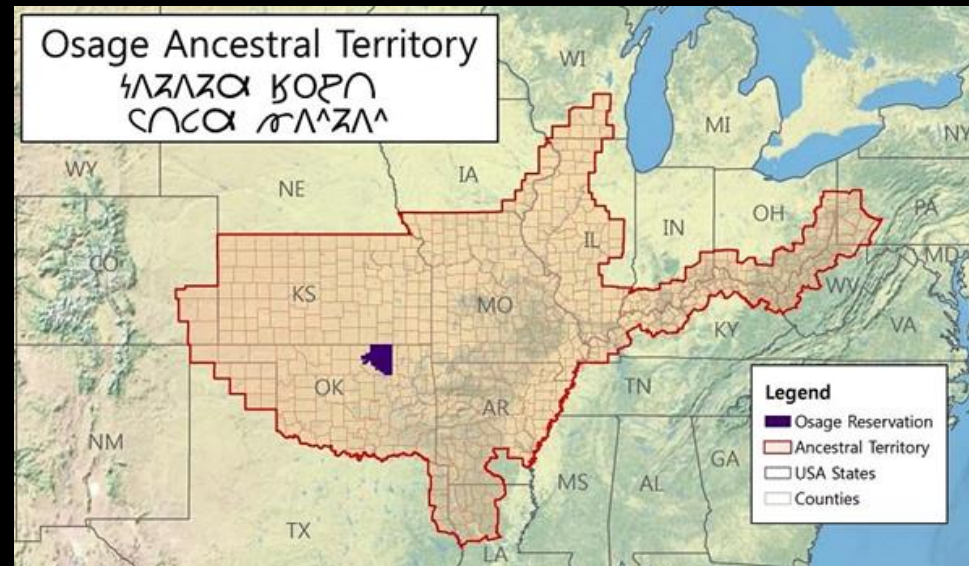 Osage Ancestral Territory
𐓏𐒰𐓓𐒰𐓓𐒷
WI
MI
NY
WY
NE
IA
PA
OH
IN
IL
CO
MD
WV
KS
MO
VA
KY
OK
TN
AR
NM
GA
MS
AL
TX
LA
Legend
Osage Reservation
Ancestral Territory
USA States
Counties